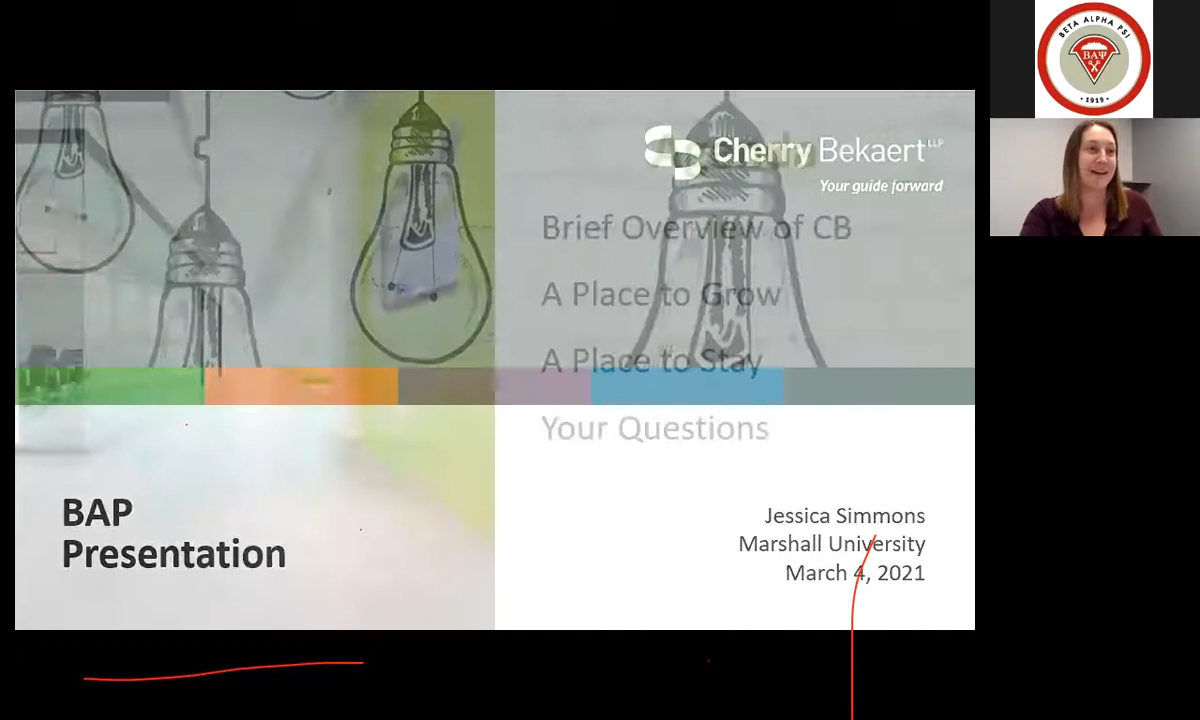 Cherry Bekaert LLP
Your guide forward
Brief Overview of CB
A Place to Grow
A Place to Stay
Your Questions
BAP
Presentation
Jessica Simmons
Marshall University
March 4, 2021
BETA ALPHA PSI
ΒΑΨ
• 1919 •